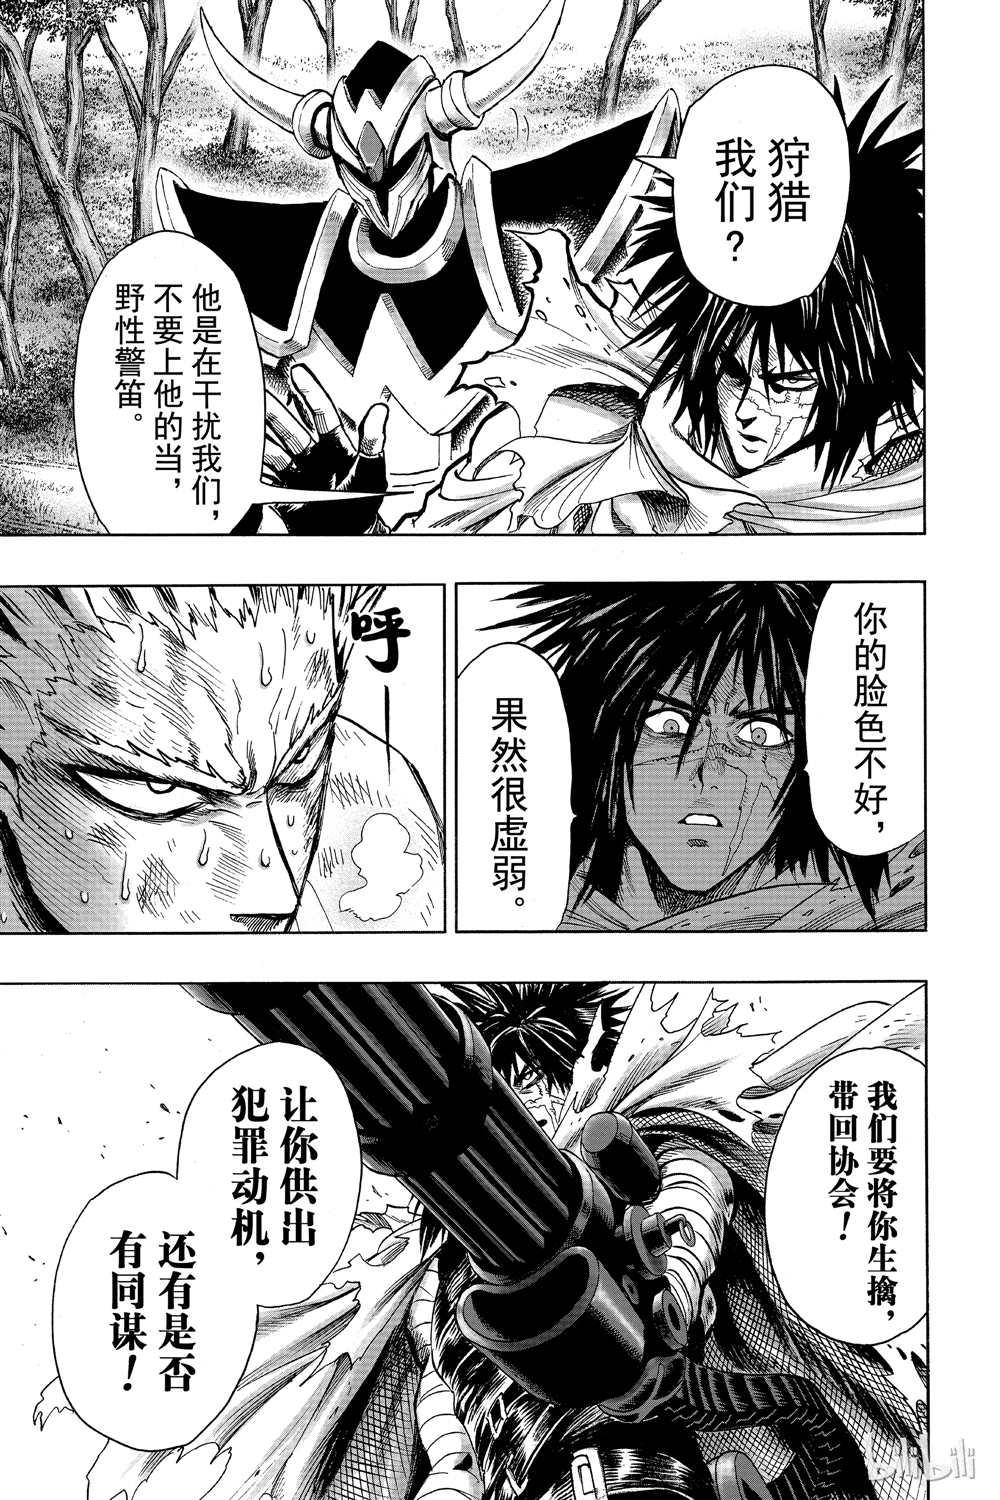 狩猎
我们？
他是在干扰我们，
不要上他的当，
野性警笛。
你的脸色不好，
果然很虚弱。
呼—
我们要将你生擒，
带回协会！
让你供出
犯罪动机，
还有是否
有同谋！
bilibili